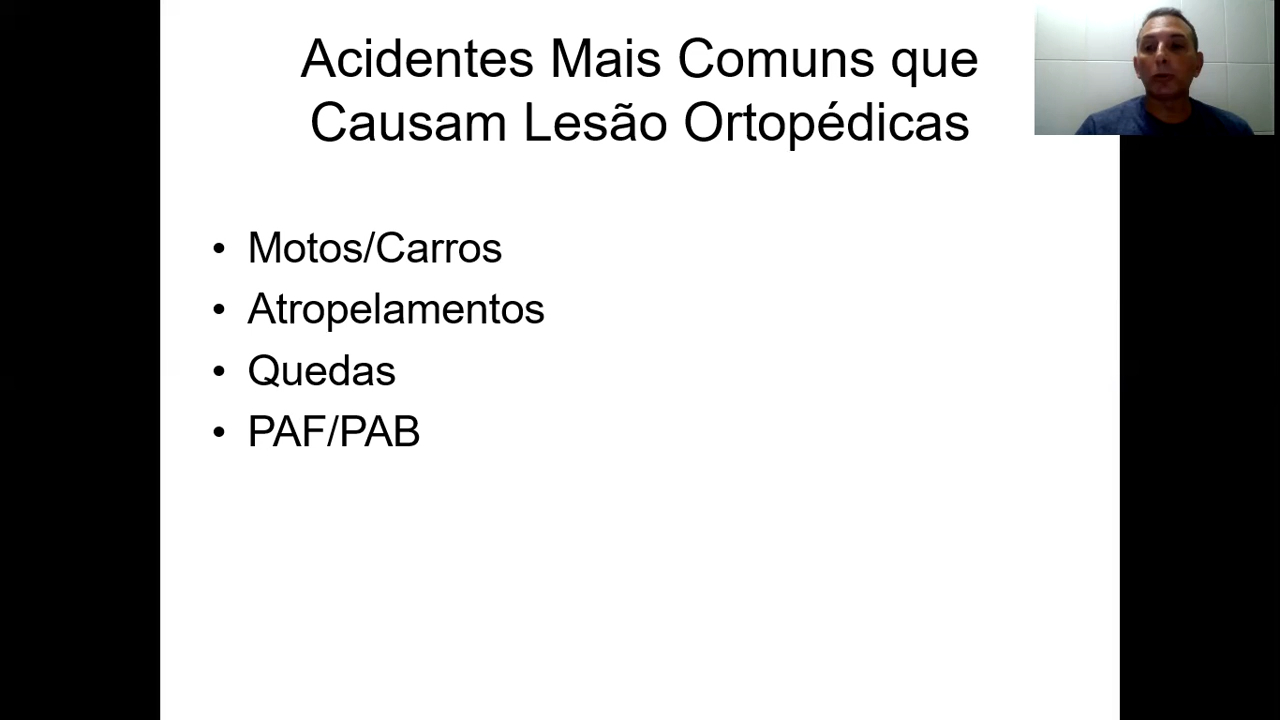 Acidentes Mais Comuns que
Causam Lesão Ortopédicas
• Motos/Carros
• Atropelamentos
• Quedas
• PAF/PAB